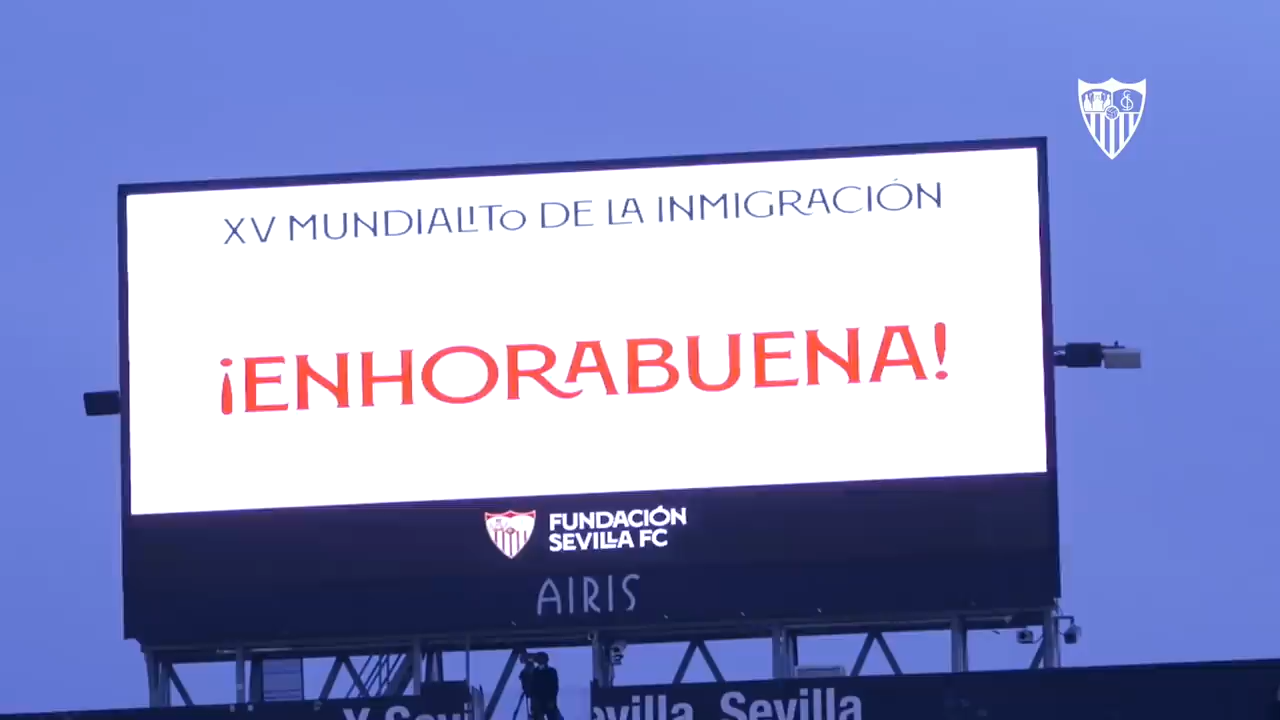 XV MUNDIALITO DE LA INMIGRACIÓN
¡ENHORABUENA!
FUNDACIÓN
SEVILLA FC
AIRIS
Sevilla